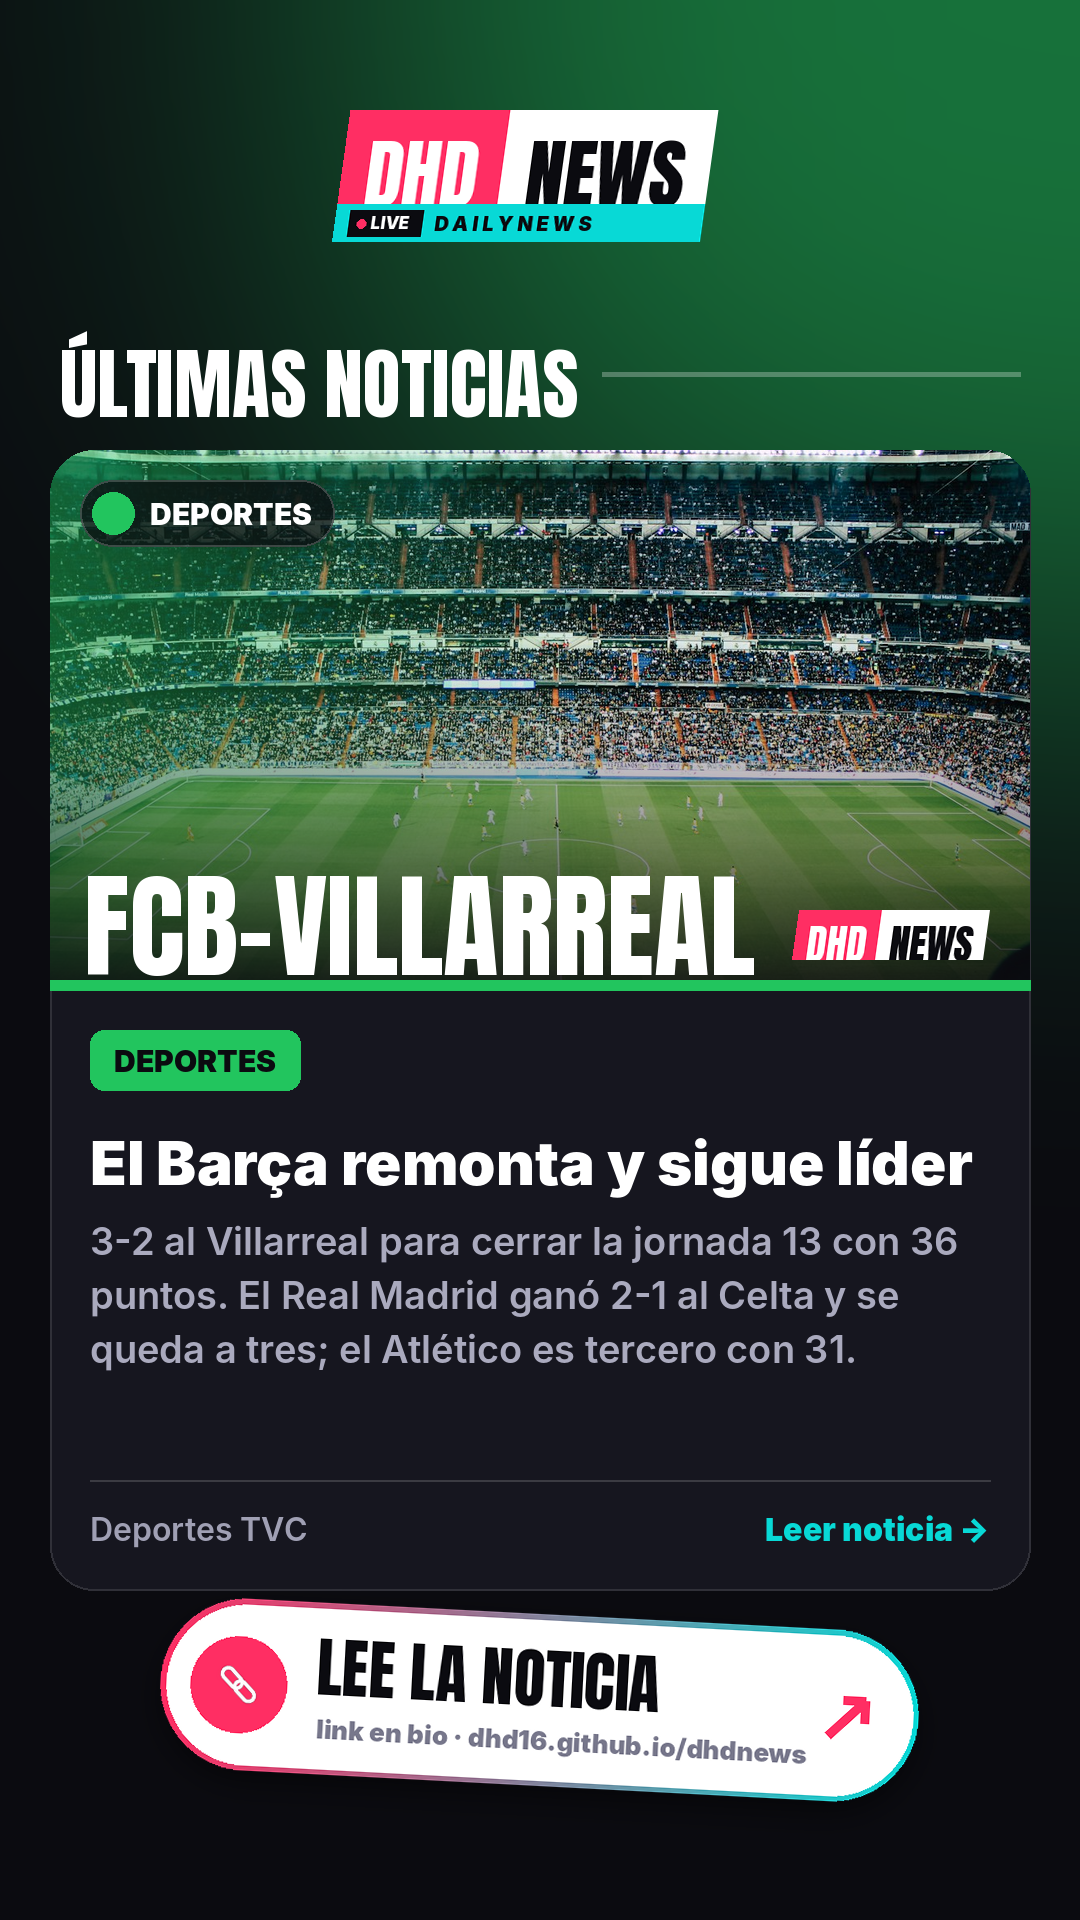 DHD NEWS
LIVE DAILYNEWS
ÚLTIMAS NOTICIAS
DEPORTES
FCB-VILLARREAL
DHD NEWS
DEPORTES
El Barça remonta y sigue líder
3-2 al Villarreal para cerrar la jornada 13 con 36
puntos. El Real Madrid ganó 2-1 al Celta y se
queda a tres; el Atlético es tercero con 31.
Deportes TVC
Leer noticia →
LEE LA NOTICIA
link en bio · dhd16.github.io/dhdnews